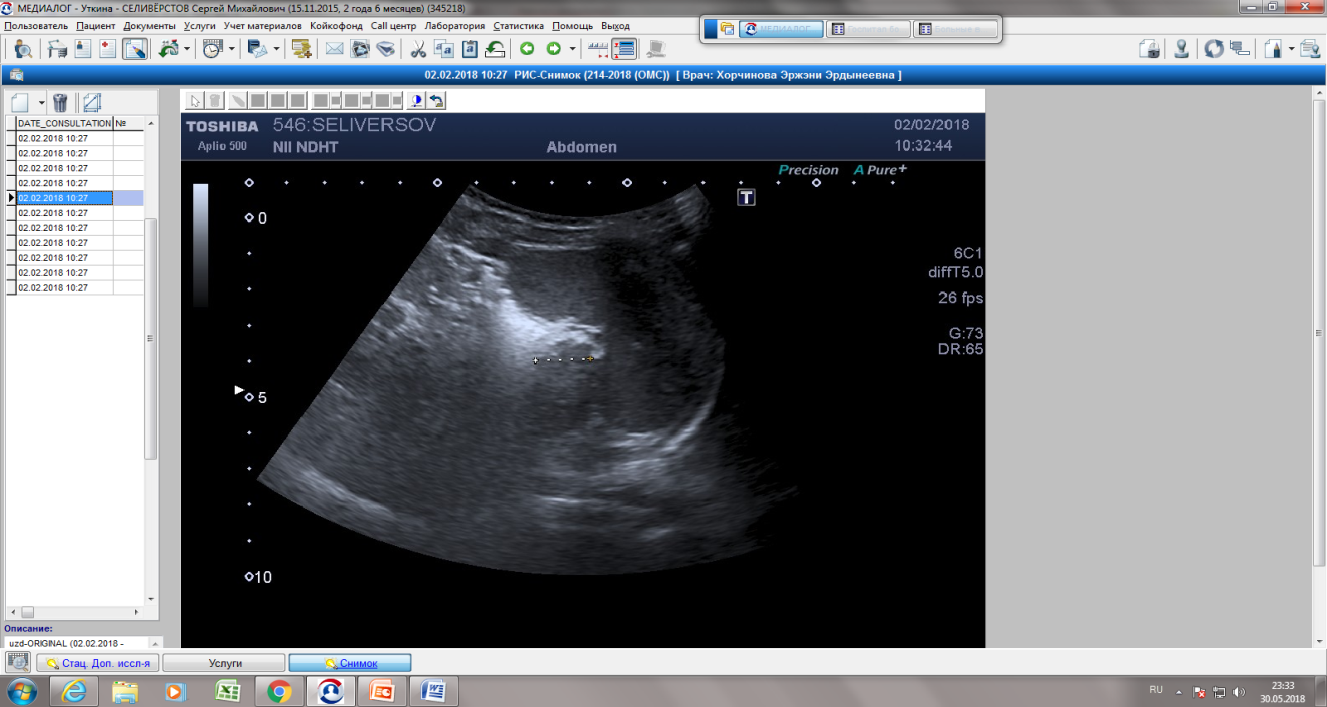 МЕДИАЛОГ - Уткина - СЕЛИВЁРСТОВ Сергей Михайлович (15.11.2015, 2 года 6 месяцев) (345218)
Пользователь Пациент Документы Услуги Учет материалов Койкофонд Call центр Лаборатория Статистика Помощь Выход
МЕДИАЛОГ
02.02.2018 10:27 РИС-Снимок (214-2018 (ОМС)) [ Врач: Хорчинова Эржэни Эрдынеевна ]
DATE_CONSULTATION №
02.02.2018 10:27
02.02.2018 10:27
02.02.2018 10:27
02.02.2018 10:27
02.02.2018 10:27
02.02.2018 10:27
02.02.2018 10:27
02.02.2018 10:27
02.02.2018 10:27
02.02.2018 10:27
02.02.2018 10:27
TOSHIBA 546:SELIVERSOV 02/02/2018
Aplio 500 NII NDHT Abdomen 10:32:44
Precision A Pure+
T
0
6C1
diffT5.0
26 fps
G:73
DR:65
5
10
Описание:
uzd-ORIGINAL (02.02.2018 -
Стац. Доп. иссл-я Услуги Снимок
RU 23:33
30.05.2018